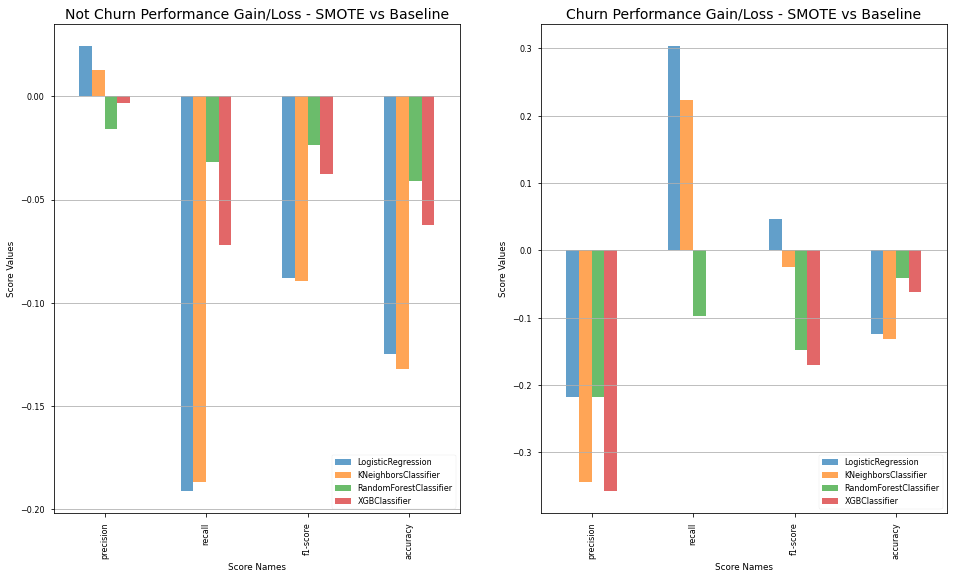 Not Churn Performance Gain/Loss - SMOTE vs Baseline
0.00
−0.05
−0.10
−0.15
−0.20
Score Values
precision
recall
f1-score
accuracy
Score Names
LogisticRegression
KNeighborsClassifier
RandomForestClassifier
XGBClassifier
Churn Performance Gain/Loss - SMOTE vs Baseline
0.3
0.2
0.1
0.0
−0.1
−0.2
−0.3
Score Values
precision
recall
f1-score
accuracy
Score Names
LogisticRegression
KNeighborsClassifier
RandomForestClassifier
XGBClassifier